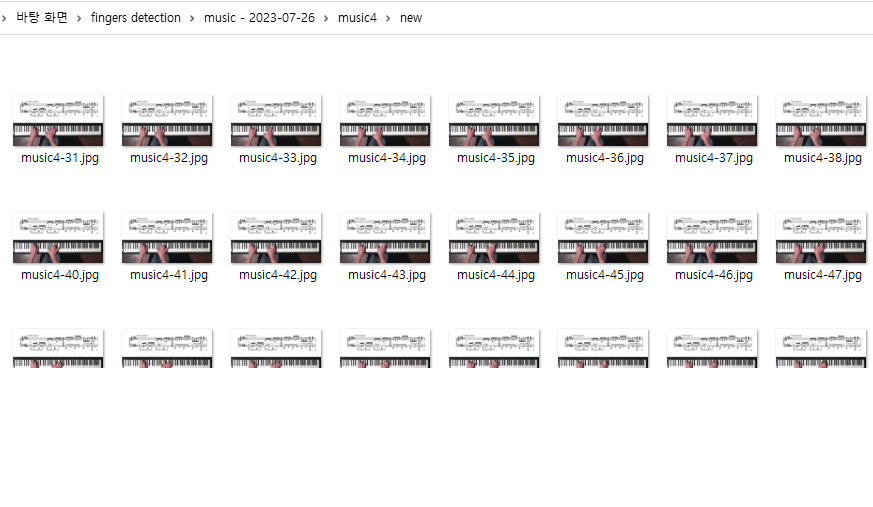 바탕 화면 > fingers detection > music - 2023-07-26 > music4 > new
music4-31.jpg music4-32.jpg music4-33.jpg music4-34.jpg music4-35.jpg music4-36.jpg music4-37.jpg music4-38.jpg
music4-40.jpg music4-41.jpg music4-42.jpg music4-43.jpg music4-44.jpg music4-45.jpg music4-46.jpg music4-47.jpg